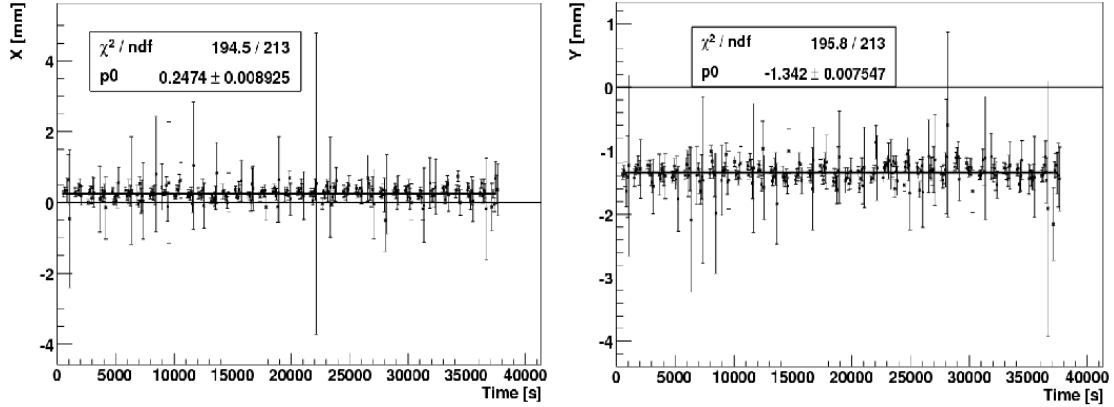 X [mm]
χ² / ndf 194.5 / 213
p0 0.2474 ± 0.008925
4
2
0
-2
-4
0 5000 10000 15000 20000 25000 30000 35000 40000
Time [s]
Y [mm]
χ² / ndf 195.8 / 213
p0 -1.342 ± 0.007547
1
0
-1
-2
-3
-4
0 5000 10000 15000 20000 25000 30000 35000 40000
Time [s]